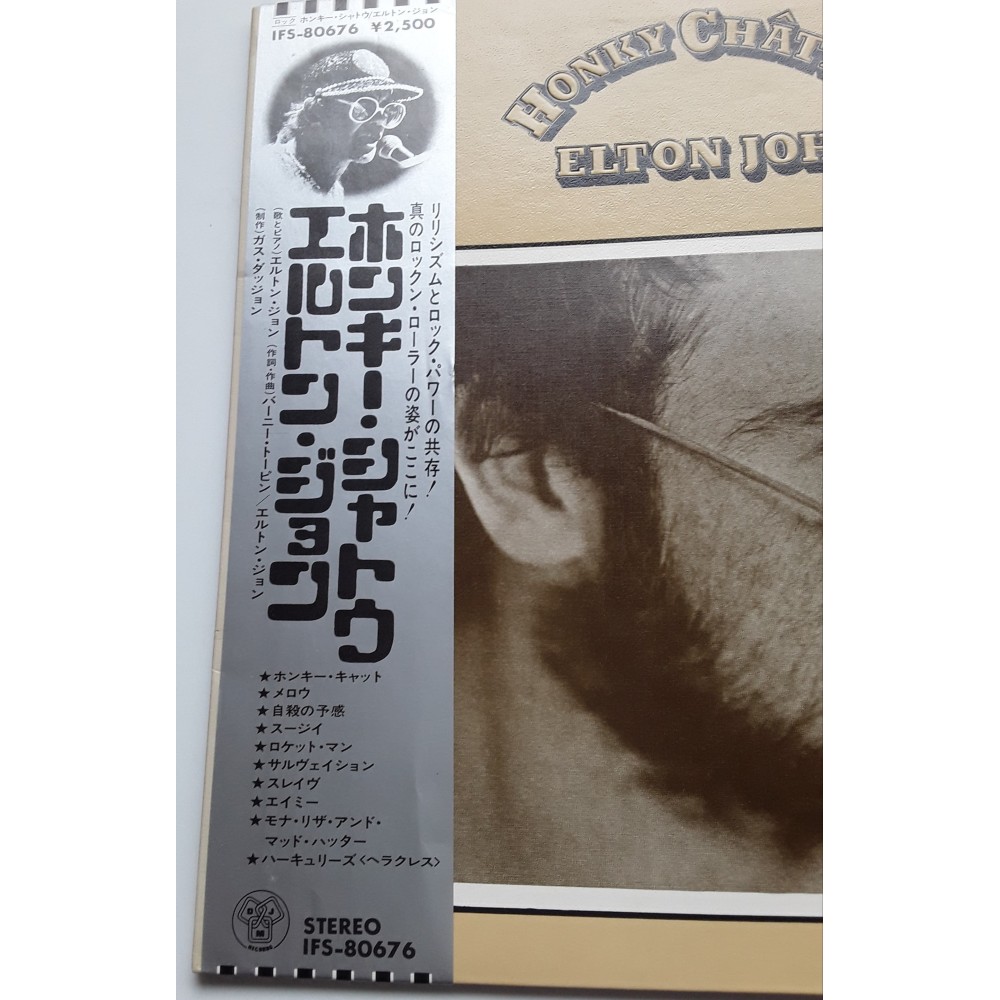 ロック ホンキー・シャトウ/エルトン・ジョン
IFS-80676 ¥2,500
HONKY CHÂT
ELTON JOH
リリシズムとロック・パワーの共存!
真のロックン・ローラーの姿がここに!
ホンキー・シャトウ
エルトン・ジョン
(歌とピアノ)エルトン・ジョン (作詞・作曲)バーニー・トーピン/エルトン・ジョン
(制作)ガス・ダッジョン
★ホンキー・キャット
★メロウ
★自殺の予感
★スージイ
★ロケット・マン
★サルヴェイション
★スレイヴ
★エイミー
★モナ・リザ・アンド・
マッド・ハッター
★ハーキュリーズ〈ヘラクレス〉
DJM
RECORDS
STEREO
IFS-80676